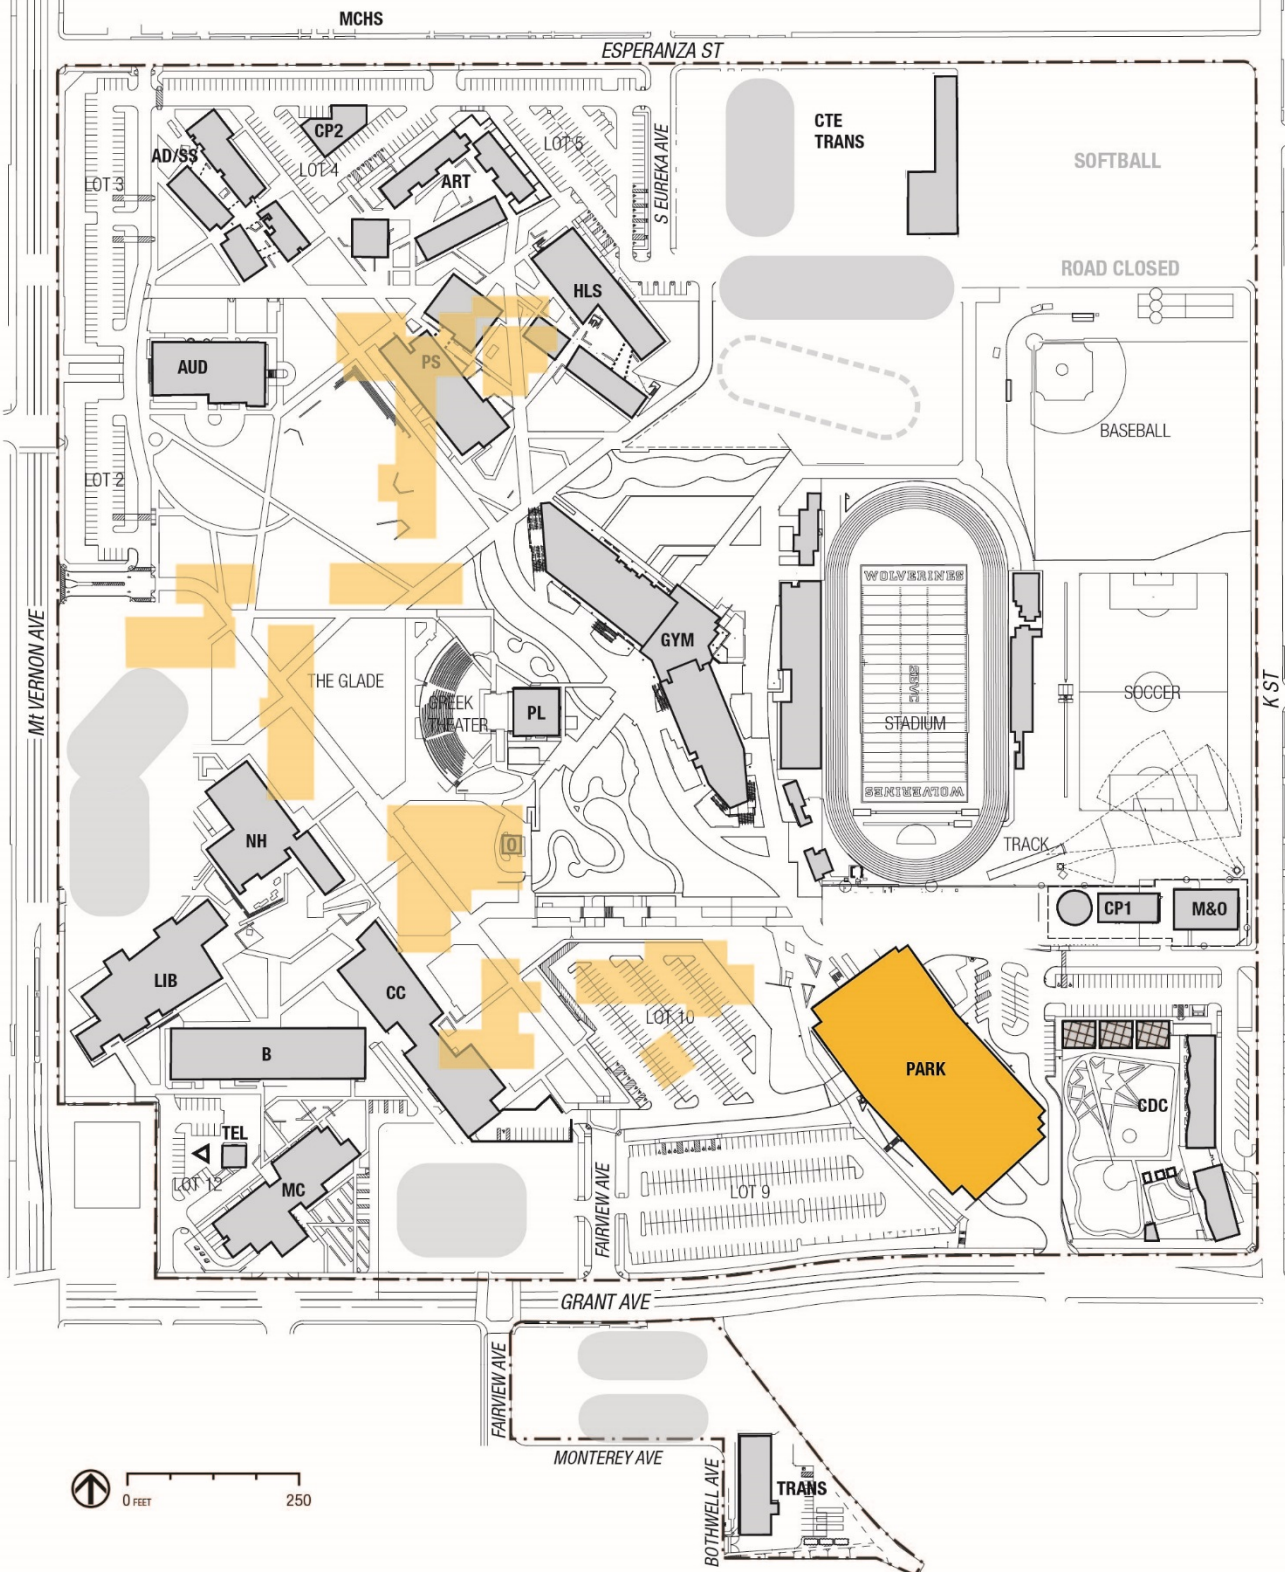 MCHS
ESPERANZA ST
CTE
TRANS
CP2
AD/SS
LOT 4
LOT 5
LOT 3
ART
S EUREKA AVE
SOFTBALL
ROAD CLOSED
HLS
AUD
PS
BASEBALL
LOT 2
WOLVERINES
Mt VERNON AVE
GYM
THE GLADE
GREEK
THEATER
PL
SBVC
STADIUM
SOCCER
K ST
WOLVERINES
NH
O
TRACK
CP1
M&O
LIB
CC
LOT 10
B
PARK
CDC
TEL
LOT 12
MC
LOT 9
FAIRVIEW AVE
GRANT AVE
FAIRVIEW AVE
MONTEREY AVE
BOTHWELL AVE
TRANS
0 FEET
250